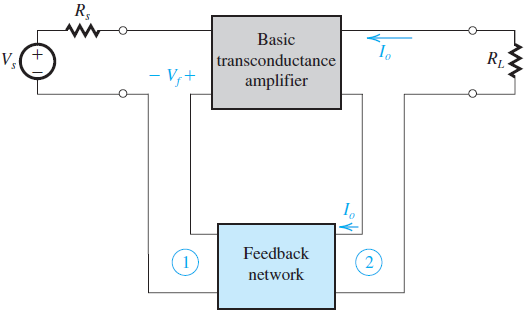 R_s
V_s
+
Basic
transconductance
amplifier
− V_f +
I_o
R_L
I_o
1
Feedback
network
2